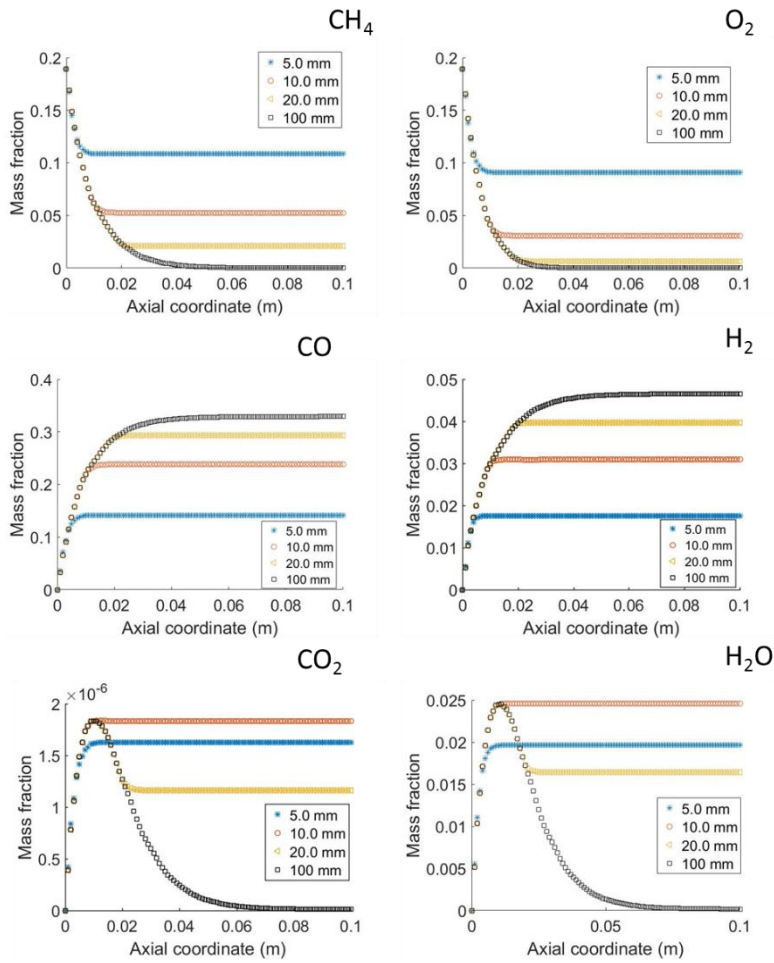 CH4
Mass fraction
0.2
0.15
0.1
0.05
0
0 0.02 0.04 0.06 0.08 0.1
Axial coordinate (m)
5.0 mm
10.0 mm
20.0 mm
100 mm
O2
Mass fraction
0.2
0.15
0.1
0.05
0
0 0.02 0.04 0.06 0.08 0.1
Axial coordinate (m)
5.0 mm
10.0 mm
20.0 mm
100 mm
CO
Mass fraction
0.4
0.3
0.2
0.1
0
0 0.02 0.04 0.06 0.08 0.1
Axial coordinate (m)
5.0 mm
10.0 mm
20.0 mm
100 mm
H2
Mass fraction
0.05
0.04
0.03
0.02
0.01
0
0 0.02 0.04 0.06 0.08 0.1
Axial coordinate (m)
5.0 mm
10.0 mm
20.0 mm
100 mm
CO2
×10-6
Mass fraction
2
1.5
1
0.5
0
0 0.02 0.04 0.06 0.08 0.1
Axial coordinate (m)
5.0 mm
10.0 mm
20.0 mm
100 mm
H2O
Mass fraction
0.025
0.02
0.015
0.01
0.005
0
0 0.05 0.1
Axial coordinate (m)
5.0 mm
10.0 mm
20.0 mm
100 mm